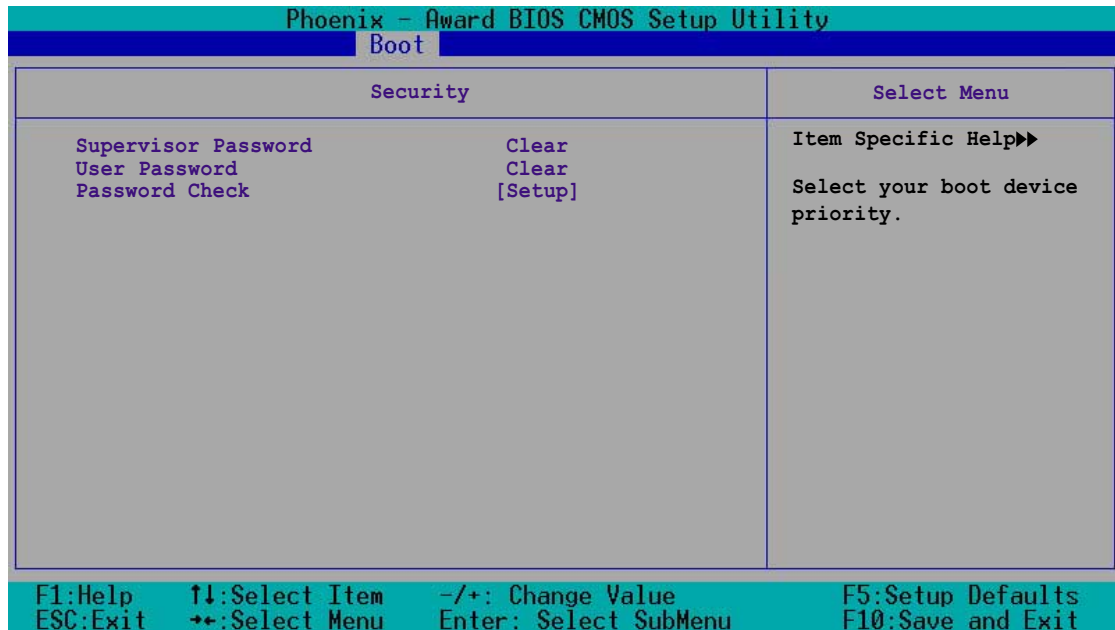 Phoenix - Award BIOS CMOS Setup Utility
Boot
Security
Select Menu
Supervisor Password Clear
User Password Clear
Password Check [Setup]
Item Specific Help▶▶
Select your boot device
priority.
F1:Help ↑↓:Select Item -/+: Change Value F5:Setup Defaults
ESC:Exit →←:Select Menu Enter: Select SubMenu F10:Save and Exit